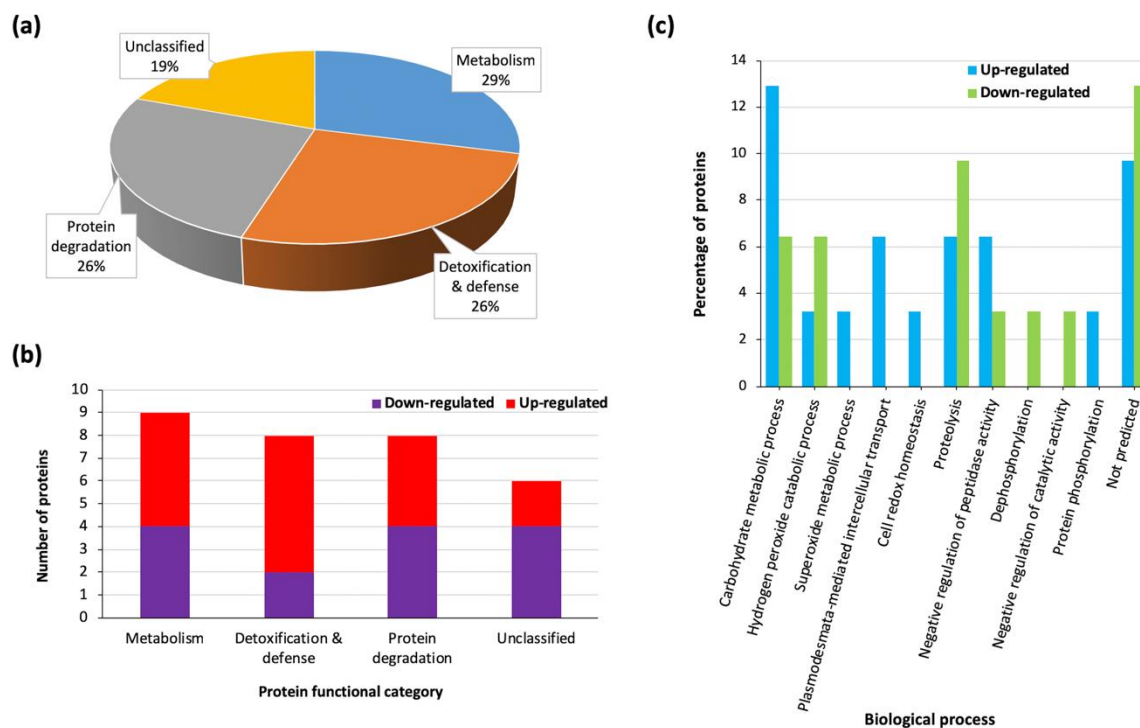 (a)
Unclassified
19%
Metabolism
29%
Protein
degradation
26%
Detoxification
& defense
26%
(b)
Down-regulated Up-regulated
Number of proteins
10
9
8
7
6
5
4
3
2
1
0
Metabolism
Detoxification &
defense
Protein
degradation
Unclassified
Protein functional category
(c)
Up-regulated
Down-regulated
Percentage of proteins
14
12
10
8
6
4
2
0
Carbohydrate metabolic process
Hydrogen peroxide catabolic process
Superoxide metabolic process
Plasmodesmata-mediated intercellular transport
Cell redox homeostasis
Proteolysis
Negative regulation of peptidase activity
Dephosphorylation
Negative regulation of catalytic activity
Protein phosphorylation
Not predicted
Biological process